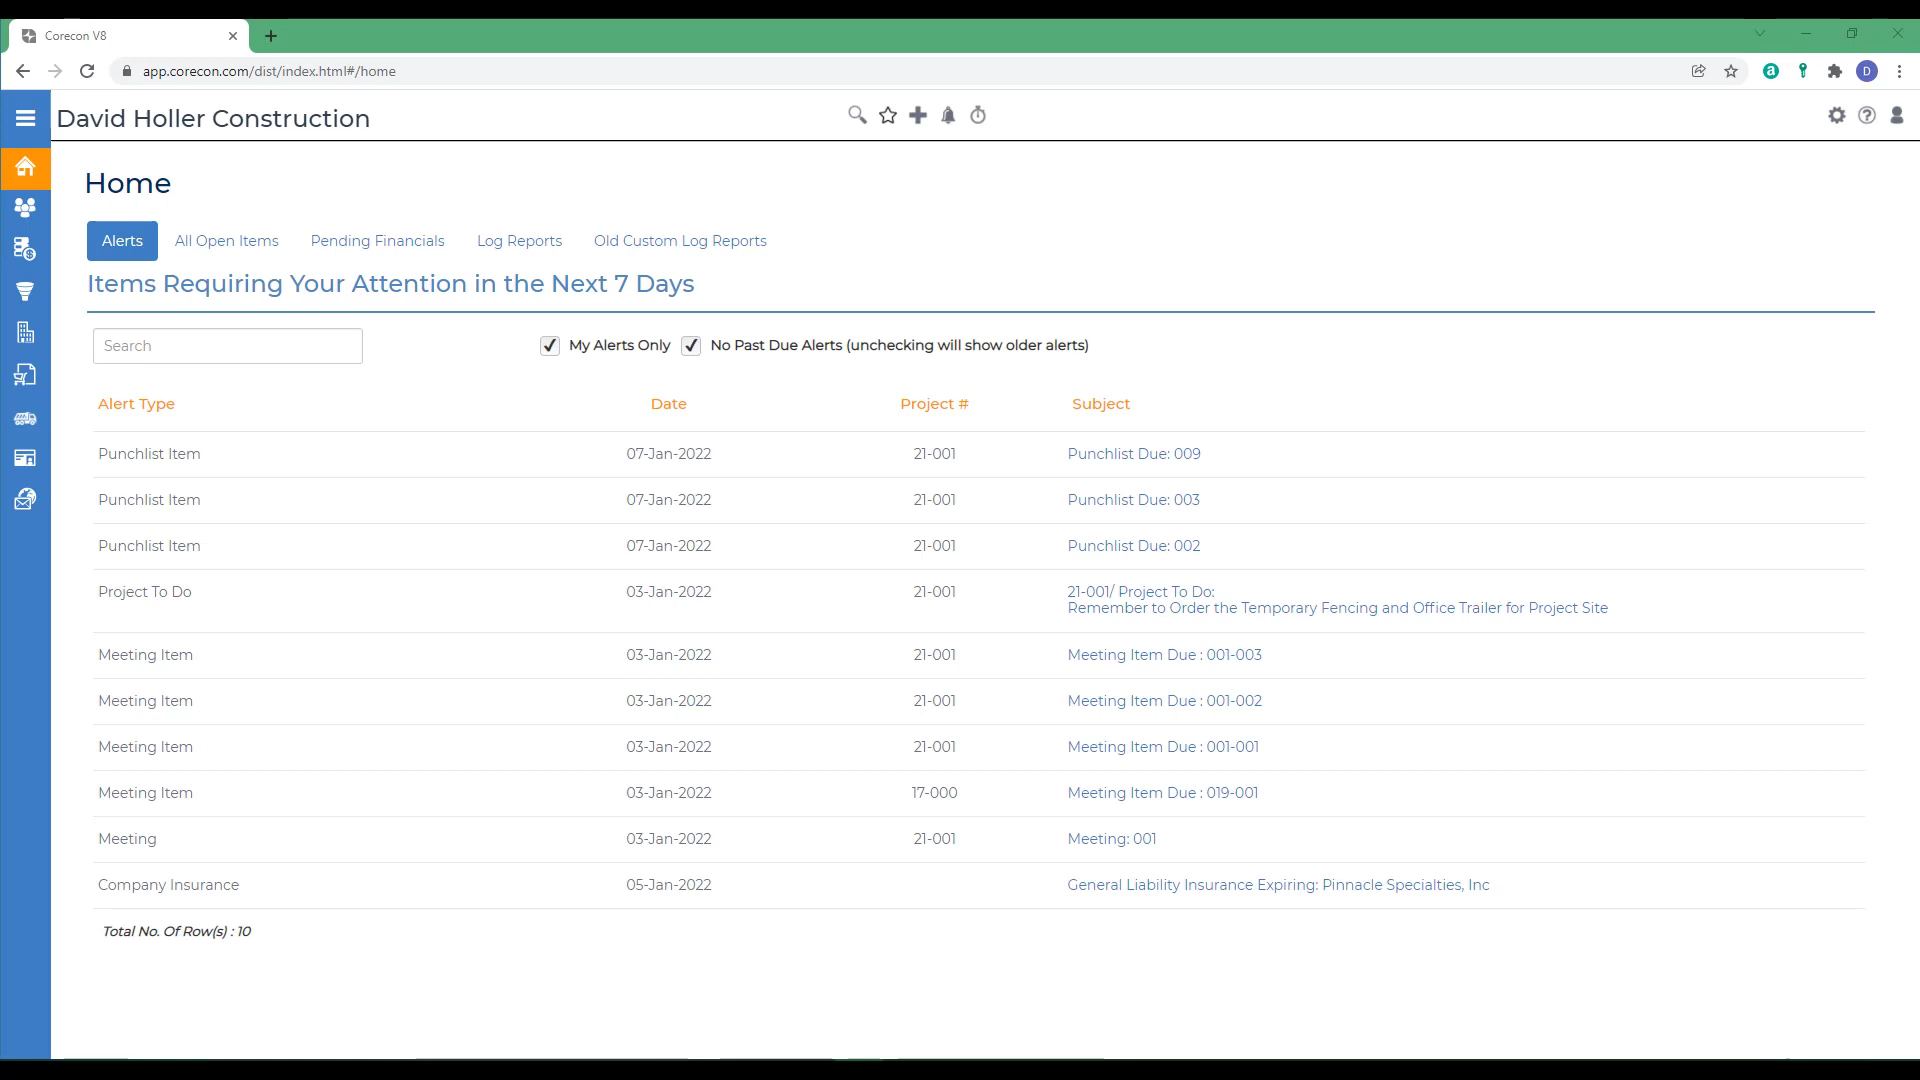 Corecon V8
app.corecon.com/dist/index.html#/home
a
D
David Holler Construction
Home
Alerts All Open Items Pending Financials Log Reports Old Custom Log Reports
Items Requiring Your Attention in the Next 7 Days
Search My Alerts Only No Past Due Alerts (unchecking will show older alerts)
Alert Type Date Project # Subject
Punchlist Item 07-Jan-2022 21-001 Punchlist Due: 009
Punchlist Item 07-Jan-2022 21-001 Punchlist Due: 003
Punchlist Item 07-Jan-2022 21-001 Punchlist Due: 002
Project To Do 03-Jan-2022 21-001 21-001/ Project To Do:
Remember to Order the Temporary Fencing and Office Trailer for Project Site
Meeting Item 03-Jan-2022 21-001 Meeting Item Due : 001-003
Meeting Item 03-Jan-2022 21-001 Meeting Item Due : 001-002
Meeting Item 03-Jan-2022 21-001 Meeting Item Due : 001-001
Meeting Item 03-Jan-2022 17-000 Meeting Item Due : 019-001
Meeting 03-Jan-2022 21-001 Meeting: 001
Company Insurance 05-Jan-2022 General Liability Insurance Expiring: Pinnacle Specialties, Inc
Total No. Of Row(s) : 10